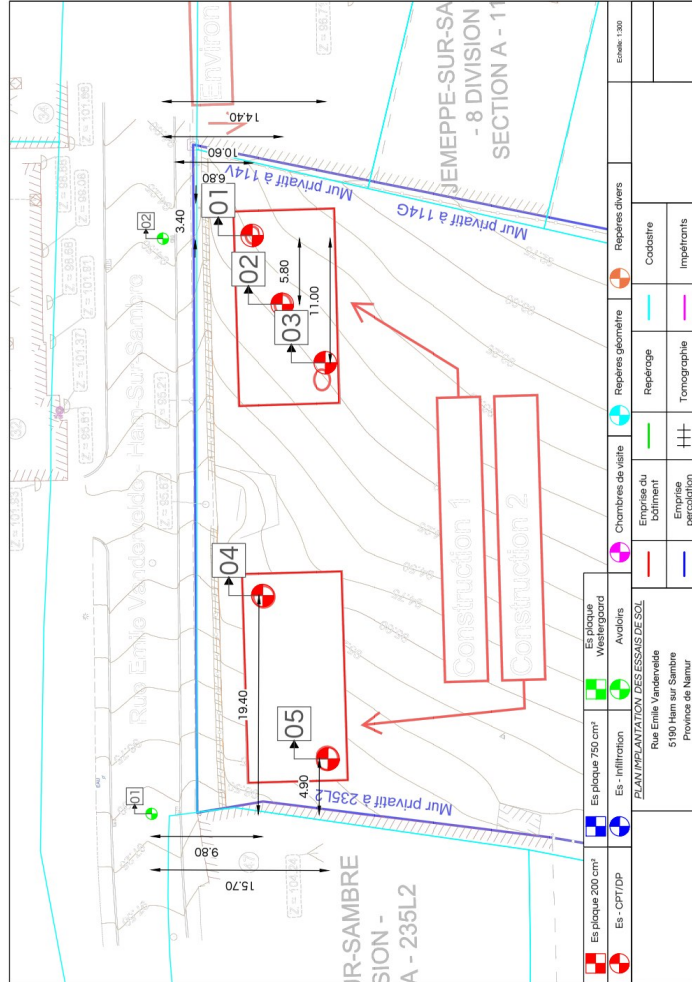 Rue Emile Vandervelde - Ham-Sur-Sambre
Environ
JEMEPPE-SUR-SA
- 8 DIVISION
SECTION A - 11
UR-SAMBRE
SION -
A - 235L2
Mur privatif à 114V
Mur privatif à 114G
Mur privatif à 235L2
01
02
01
02
03
04
05
3.40
6.80
10.60
14.40
5.80
11.00
19.40
4.90
9.80
15.70
Z = 104.24
Z = 101.91
Construction 1
Construction 2
Es plaque 200 cm²
Es plaque 750 cm²
Es plaque Westergaard
Es - CPT/DP
Es - Infiltration
Avaloirs
Chambres de visite
Repères géomètre
Repères divers
Echelle: 1:300
PLAN IMPLANTATION DES ESSAIS DE SOL
Rue Emile Vandervelde
5190 Ham sur Sambre
Province de Namur
Emprise du bâtiment
Repérage
Cadastre
Emprise percolation
Tomographie
Impétrants